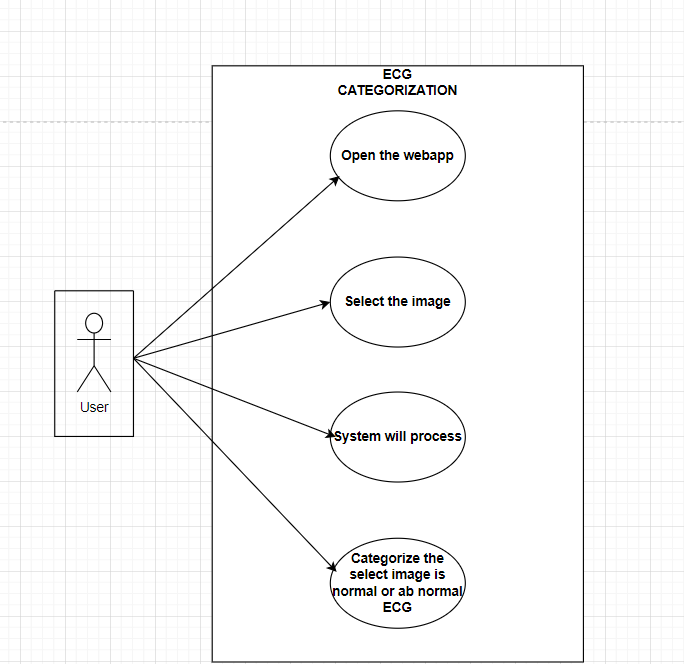 ECG
CATEGORIZATION
Open the webapp
Select the image
User
System will process
Categorize the
select image is
normal or ab normal
ECG